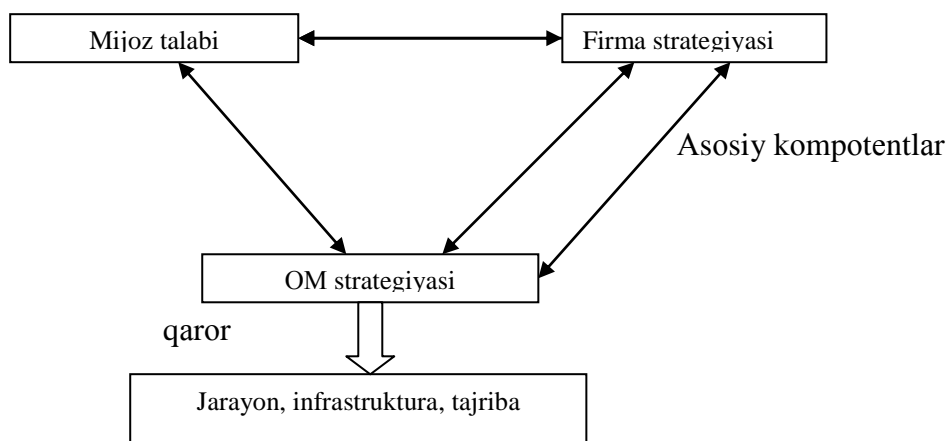 Mijoz talabi
Firma strategiyasi
Asosiy kompotentlar
OM strategiyasi
qaror
Jarayon, infrastruktura, tajriba